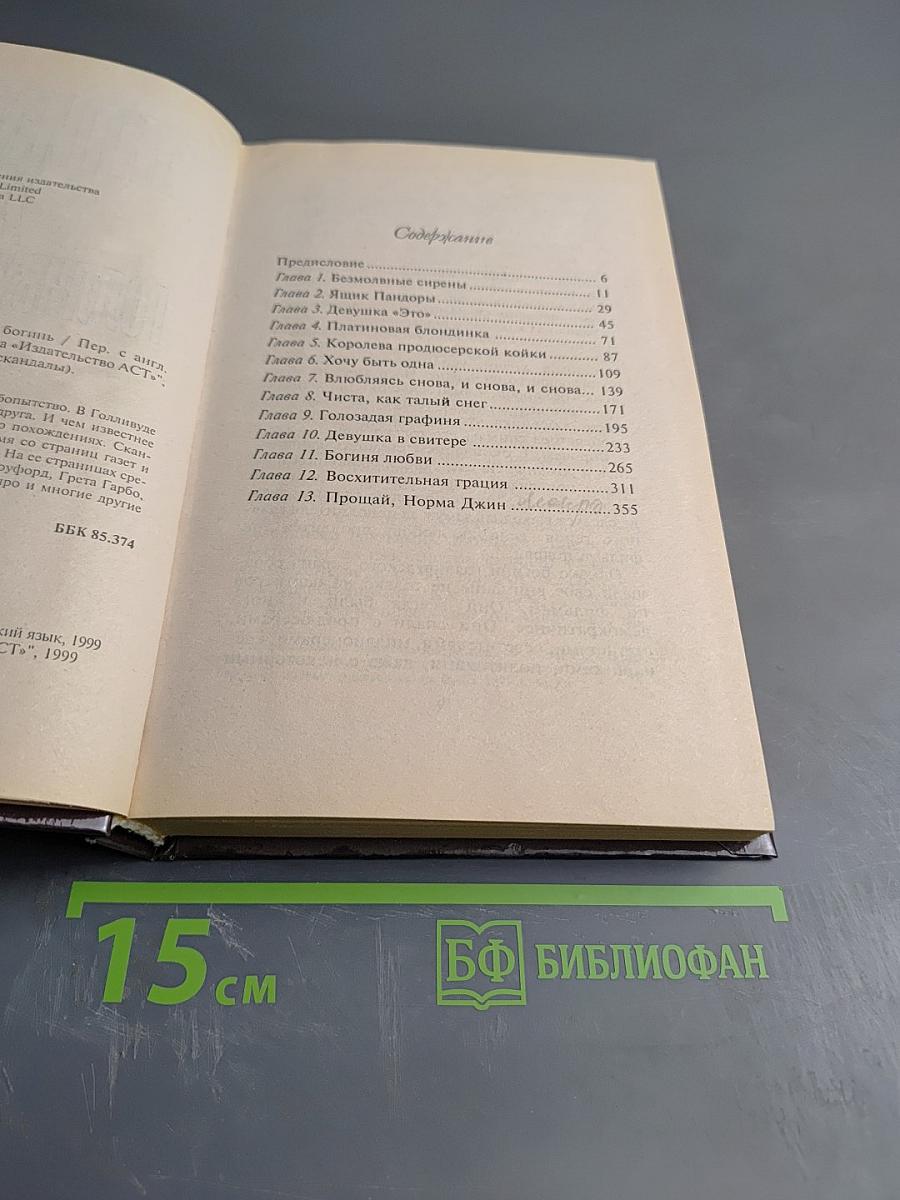 ния издательства
Limited
a LLC
богинь / Пер. с англ.
а «Издательство АСТ»",
скандалы).
бопытство. В Голливуде
друга. И чем известнее
о похождениях. Скан-
мя со страниц газет и
. На ее страницах сре-
оуфорд, Грета Гарбо,
ро и многие другие
ББК 85.374
кий язык, 1999
СТ»", 1999
Содержание
Предисловие 6
Глава 1. Безмолвные сирены 11
Глава 2. Ящик Пандоры 29
Глава 3. Девушка «Это» 45
Глава 4. Платиновая блондинка 71
Глава 5. Королева продюсерской койки 87
Глава 6. Хочу быть одна 109
Глава 7. Влюбляясь снова, и снова, и снова... 139
Глава 8. Чиста, как талый снег 171
Глава 9. Голозадая графиня 195
Глава 10. Девушка в свитере 233
Глава 11. Богиня любви 265
Глава 12. Восхитительная грация 311
Глава 13. Прощай, Норма Джин 355
15 см
БФ БИБЛИОФАН